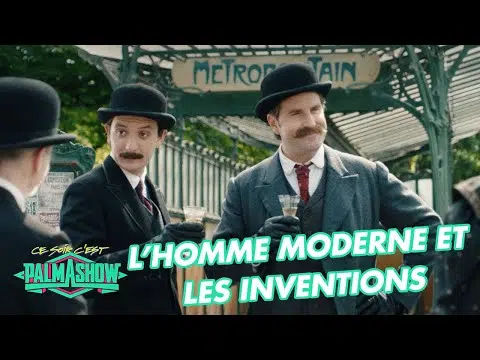 METROPOLITAIN
CE SOIR C'EST
PALMASHOW
L'HOMME MODERNE ET
LES INVENTIONS